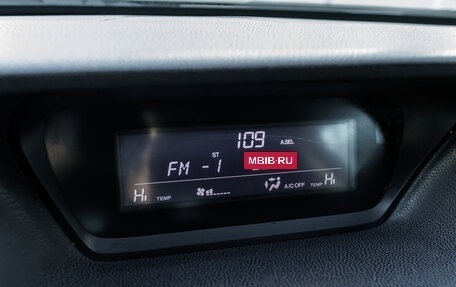 109 A.SEL
ST
FM -1 MBIB-RU
HI TEMP A/C OFF TEMP HI